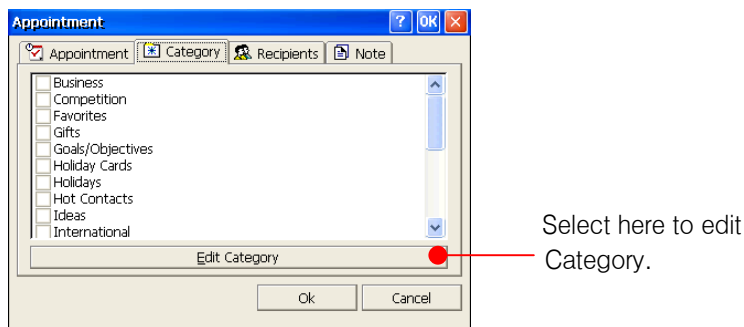 Appointment ? OK ×
Appointment Category Recipients Note
Business
Competition
Favorites
Gifts
Goals/Objectives
Holiday Cards
Holidays
Hot Contacts
Ideas
International
Edit Category
Ok Cancel
Select here to edit
Category.